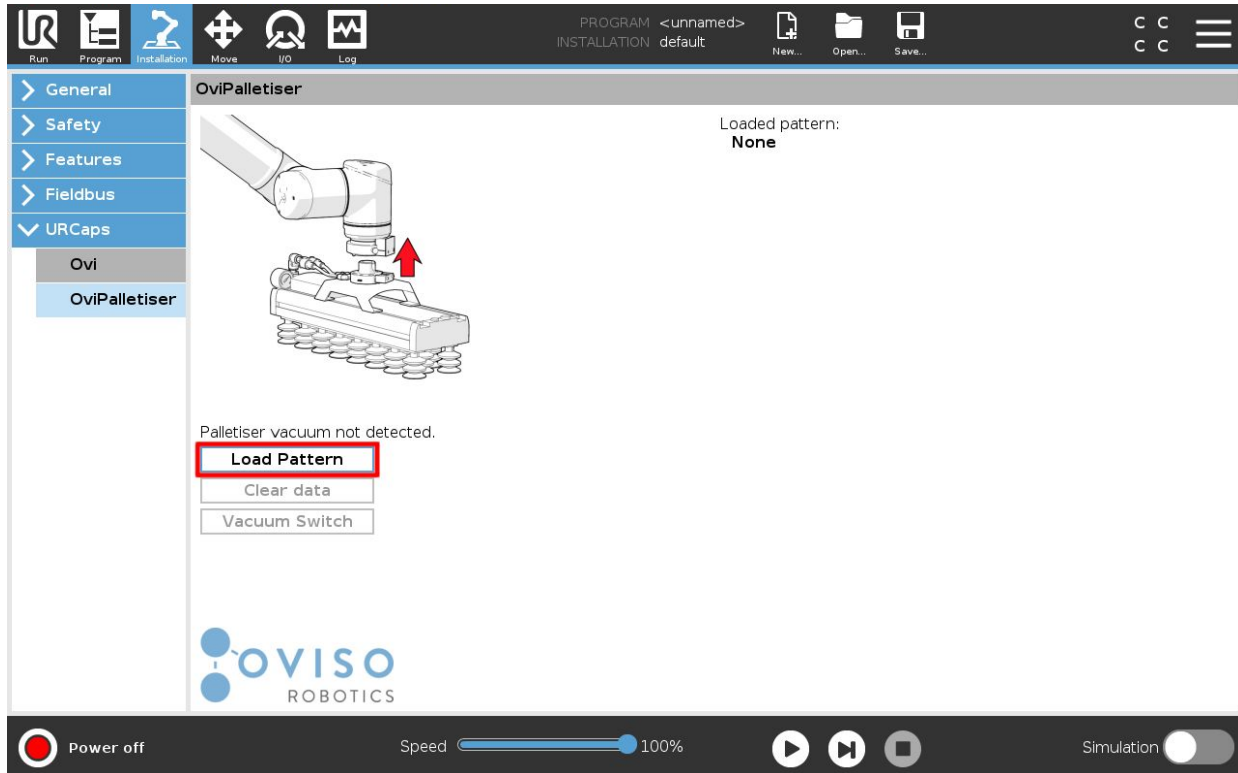 PROGRAM <unnamed>
INSTALLATION default
Run Program Installation Move I/O Log New... Open... Save...
C C
C C
General
Safety
Features
Fieldbus
URCaps
Ovi
OviPalletiser
OviPalletiser
Loaded pattern:
None
Palletiser vacuum not detected.
Load Pattern
Clear data
Vacuum Switch
OVISO
ROBOTICS
Power off
Speed 100%
Simulation